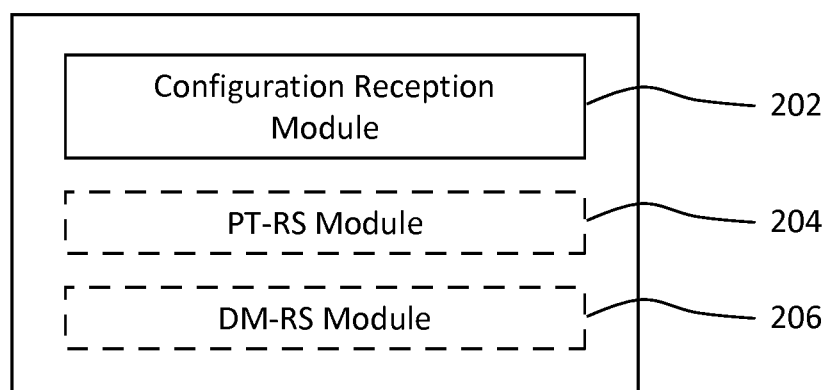 Configuration Reception
Module
202
PT-RS Module
204
DM-RS Module
206